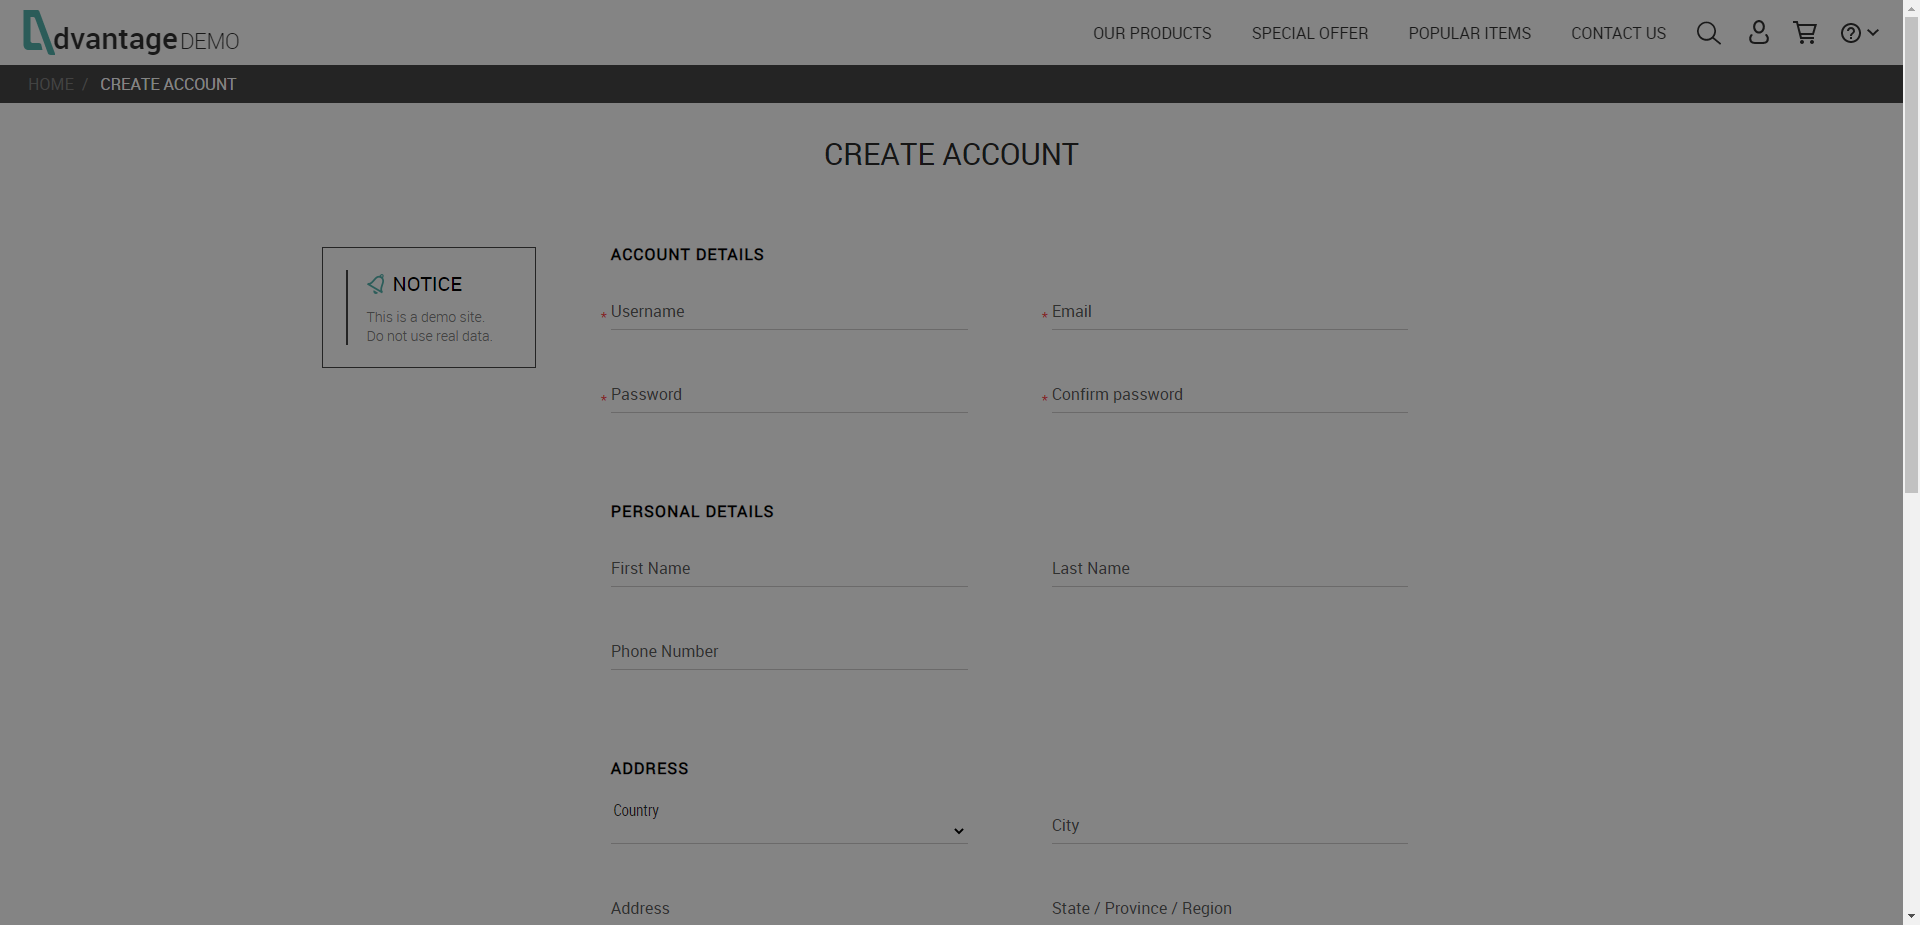 dvantage DEMO
OUR PRODUCTS SPECIAL OFFER POPULAR ITEMS CONTACT US
HOME / CREATE ACCOUNT
CREATE ACCOUNT
NOTICE
This is a demo site.
Do not use real data.
ACCOUNT DETAILS
* Username * Email
* Password * Confirm password
PERSONAL DETAILS
First Name Last Name
Phone Number
ADDRESS
Country
City
Address State / Province / Region